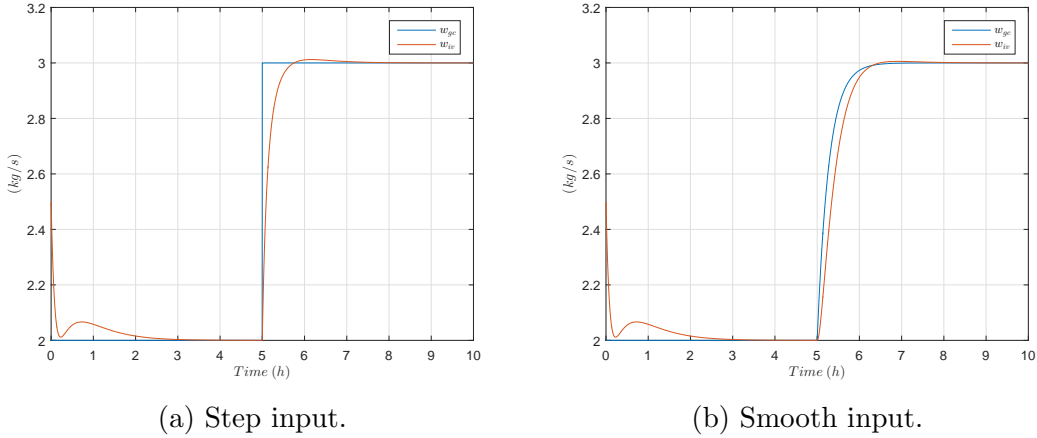 3.2
3
2.8
2.6
2.4
2.2
2
(kg/s)
0 1 2 3 4 5 6 7 8 9 10
Time (h)
w_gc
w_iv
(a) Step input.
3.2
3
2.8
2.6
2.4
2.2
2
(kg/s)
0 1 2 3 4 5 6 7 8 9 10
Time (h)
w_gc
w_iv
(b) Smooth input.